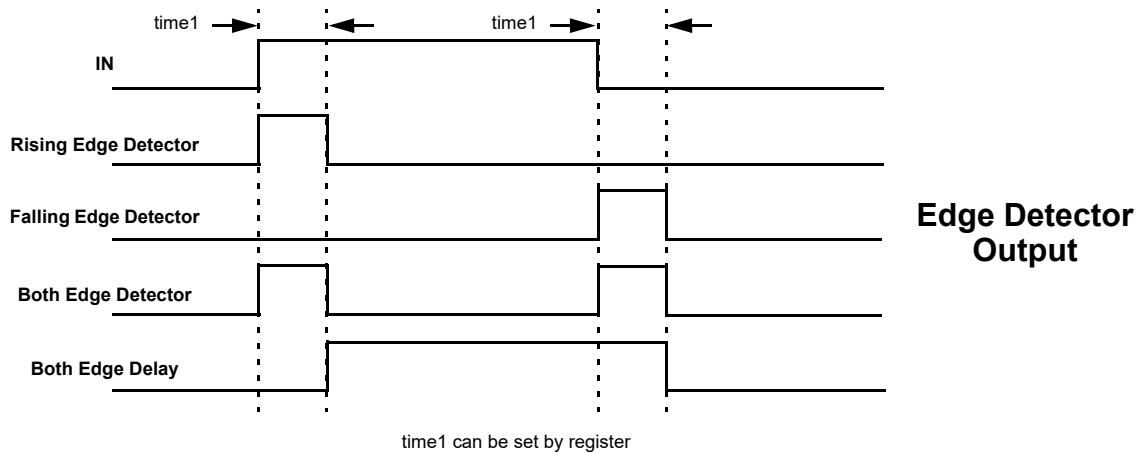 time1
time1
IN
Rising Edge Detector
Falling Edge Detector
Edge Detector
Output
Both Edge Detector
Both Edge Delay
time1 can be set by register